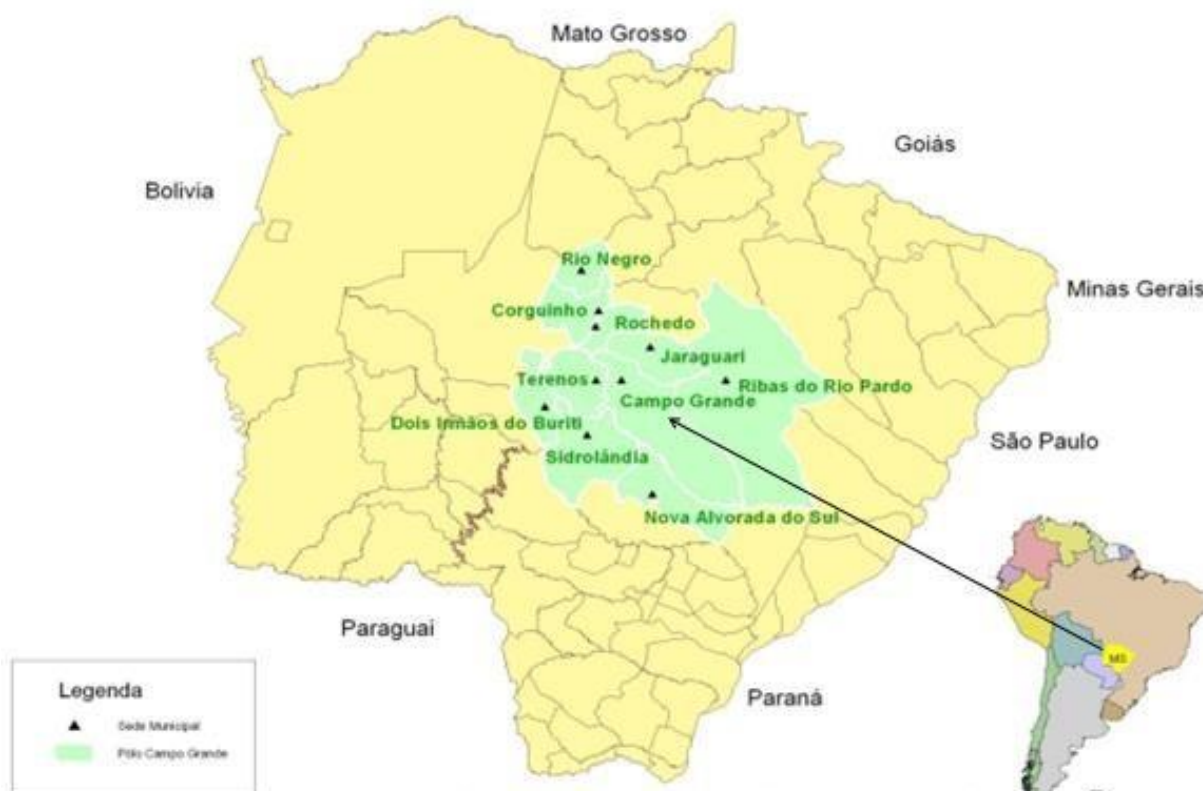 Mato Grosso
Goiás
Bolivia
Rio Negro
Minas Gerais
Corguinho
Rochedo
Jaraguari
Terenos
Ribas do Rio Pardo
Campo Grande
Dois Irmãos do Buriti
São Paulo
Sidrolândia
Nova Alvorada do Sul
Paraguai
MS
Legenda
Paraná
Sede Municipal
Pólo Campo Grande